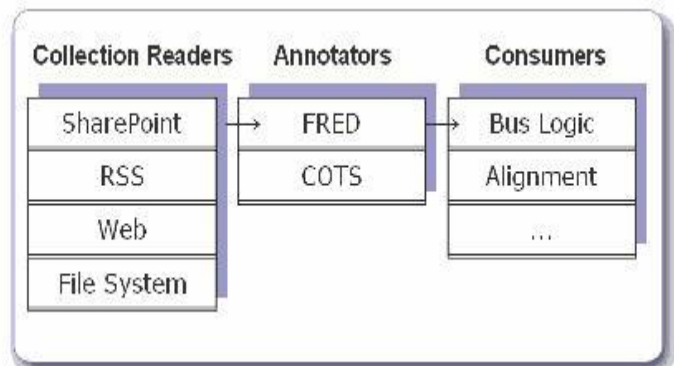 Collection Readers
SharePoint
RSS
Web
File System
Annotators
FRED
COTS
Consumers
Bus Logic
Alignment
...